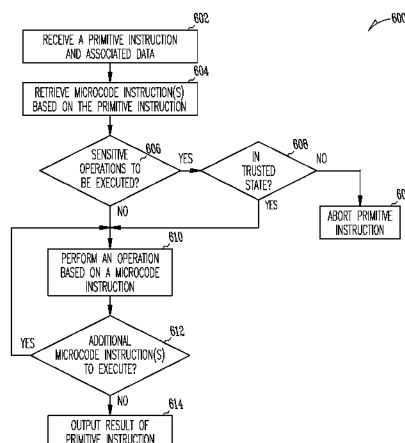 602
600
RECEIVE A PRIMITIVE INSTRUCTION
AND ASSOCIATED DATA
604
RETRIEVE MICROCODE INSTRUCTION(S)
BASED ON THE PRIMITIVE INSTRUCTION
606
SENSITIVE
OPERATIONS TO
BE EXECUTED?
YES
NO
608
IN
TRUSTED
STATE?
NO
YES
ABORT PRIMITIVE
INSTRUCTION
610
PERFORM AN OPERATION
BASED ON A MICROCODE
INSTRUCTION
612
ADDITIONAL
MICROCODE INSTRUCTION(S)
TO EXECUTE?
YES
NO
614
OUTPUT RESULT OF
PRIMITIVE INSTRUCTION